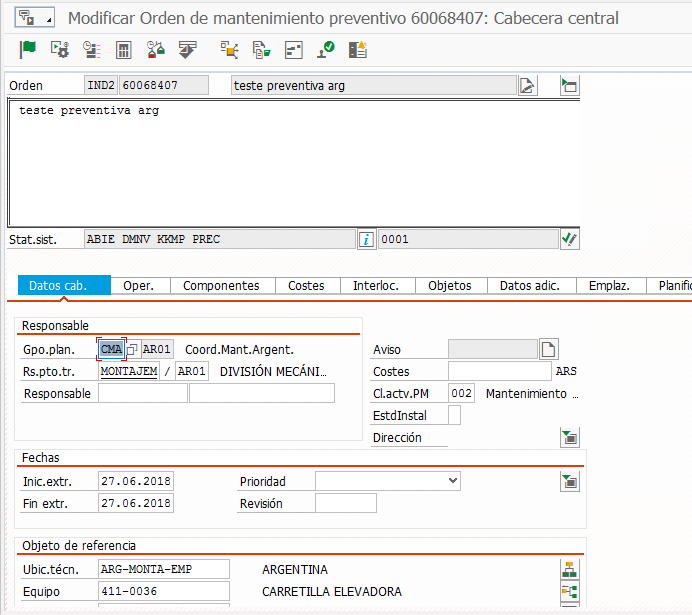 Modificar Orden de mantenimiento preventivo 60068407: Cabecera central
Orden IND2 60068407 teste preventiva arg
teste preventiva arg
Stat.sist. ABIE DMNV KKMP PREC 0001
Datos cab. Oper. Componentes Costes Interloc. Objetos Datos adic. Emplaz. Planific
Responsable
Gpo.plan. CMA AR01 Coord.Mant.Argent.
Rs.pto.tr. MONTAJEM / AR01 DIVISIÓN MECÁNI...
Responsable
Aviso
Costes ARS
Cl.actv.PM 002 Mantenimiento ...
EstdInstal
Dirección
Fechas
Inic.extr. 27.06.2018 Prioridad
Fin extr. 27.06.2018 Revisión
Objeto de referencia
Ubic.técn. ARG-MONTA-EMP ARGENTINA
Equipo 411-0036 CARRETILLA ELEVADORA